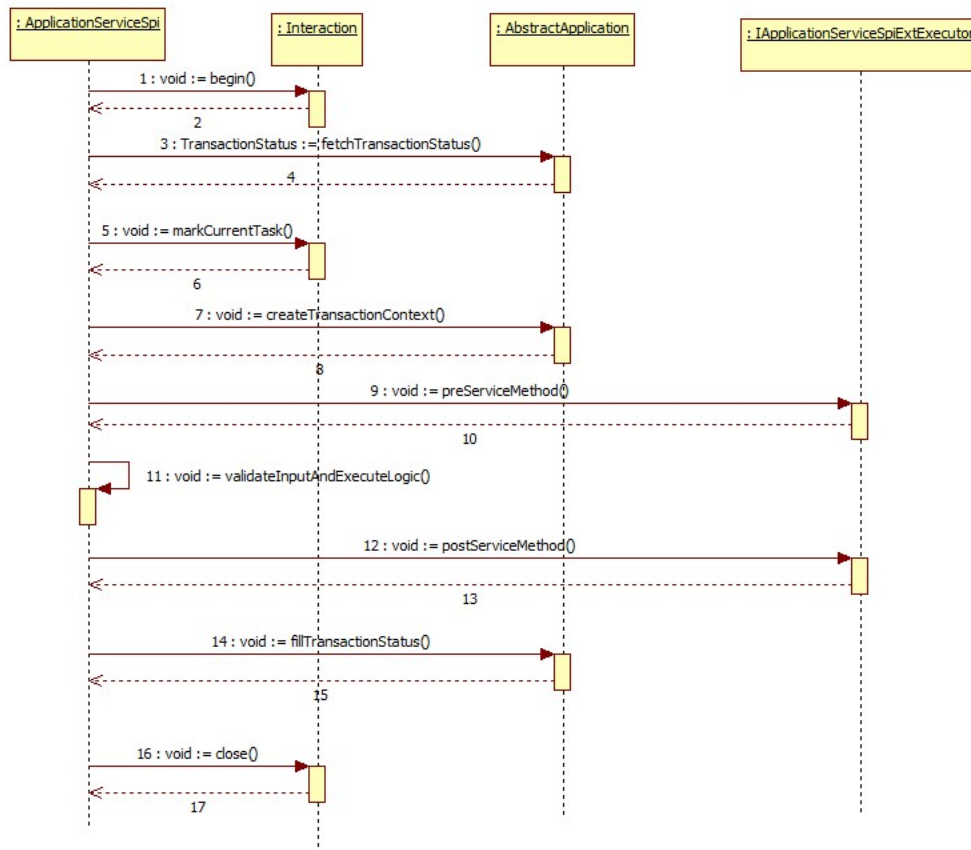 : ApplicationServiceSpi
: Interaction
: AbstractApplication
: IApplicationServiceSpiExtExecutor
1 : void := begin()
2
3 : TransactionStatus := fetchTransactionStatus()
4
5 : void := markCurrentTask()
6
7 : void := createTransactionContext()
8
9 : void := preServiceMethod()
10
11 : void := validateInputAndExecuteLogic()
12 : void := postServiceMethod()
13
14 : void := fillTransactionStatus()
15
16 : void := close()
17